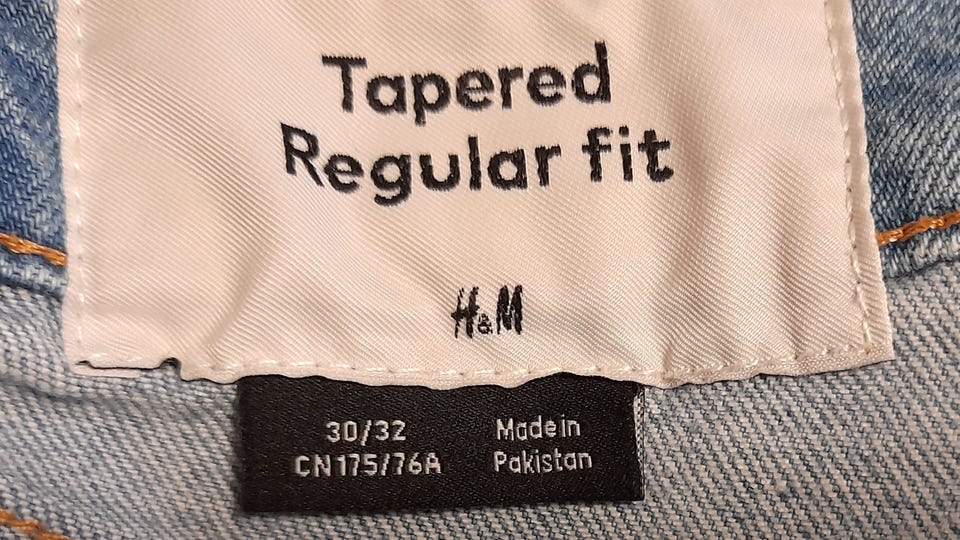 Tapered
Regular fit
H&M
30/32
CN175/76A
Made in
Pakistan